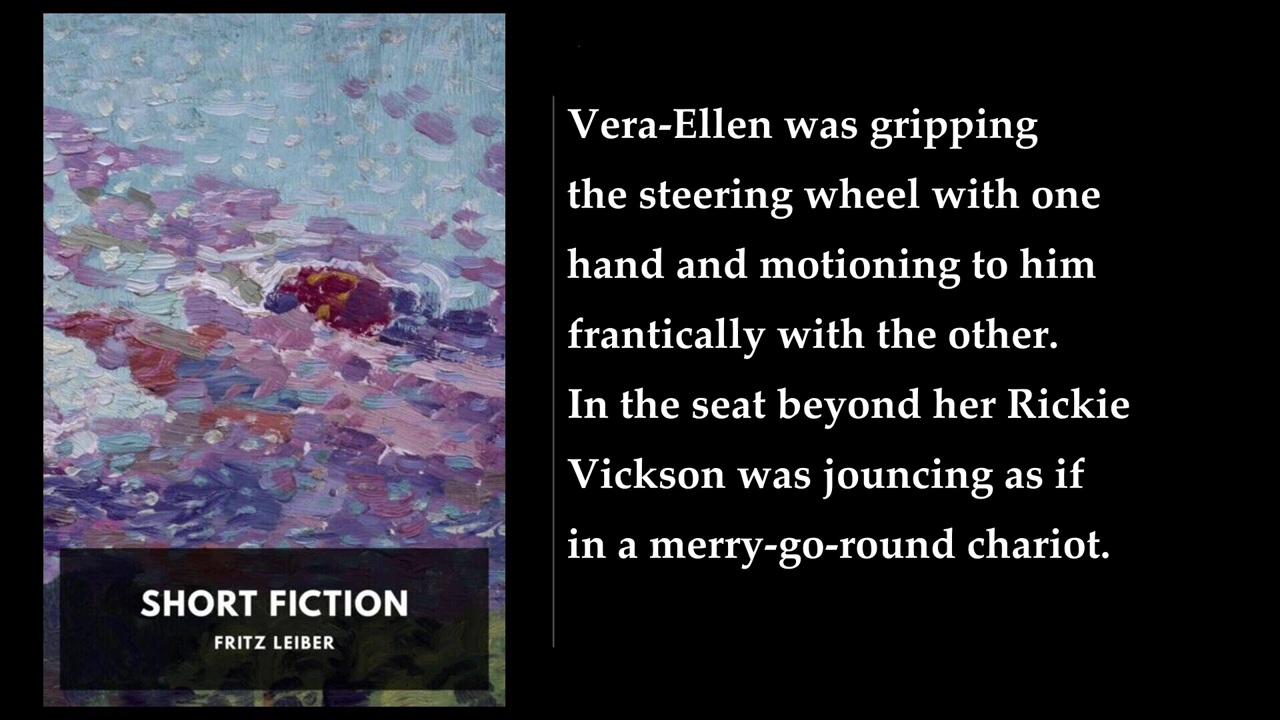 SHORT FICTION
FRITZ LEIBER
Vera-Ellen was gripping
the steering wheel with one
hand and motioning to him
frantically with the other.
In the seat beyond her Rickie
Vickson was jouncing as if
in a merry-go-round chariot.